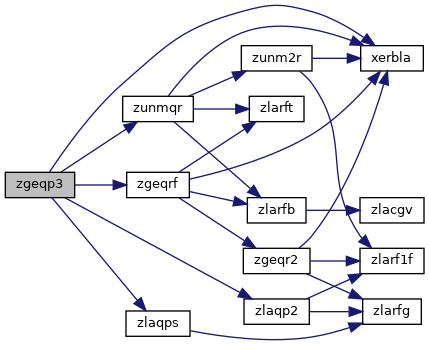 xerbla
zunm2r
zunmqr
zlarft
zgeqp3
zgeqrf
zlarfb
zlacgv
zgeqr2
zlarf1f
zlaqp2
zlarfg
zlaqps